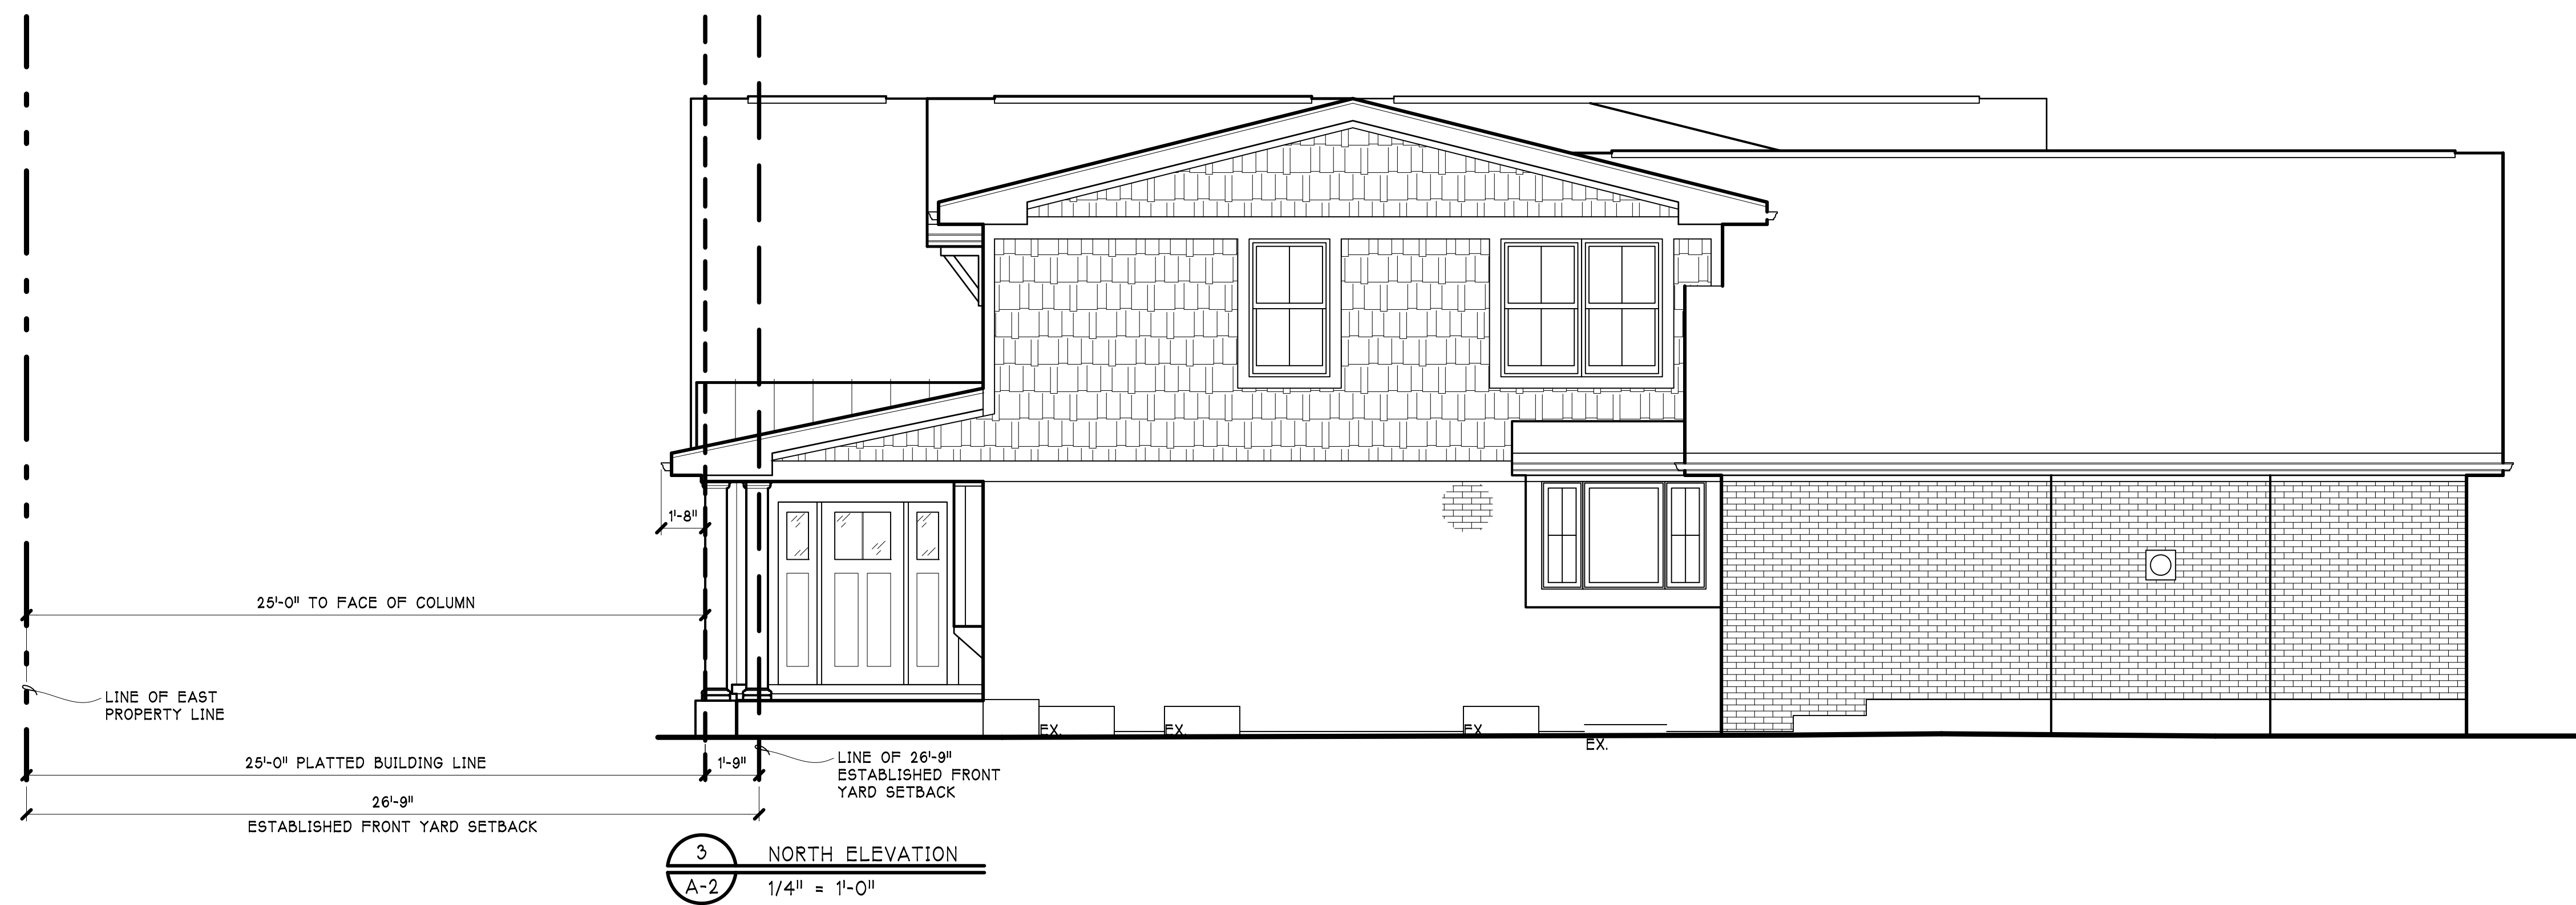 1'-8"
25'-0" TO FACE OF COLUMN
LINE OF EAST
PROPERTY LINE
EX.
EX.
EX.
EX.
25'-0" PLATTED BUILDING LINE
1'-9"
LINE OF 26'-9"
ESTABLISHED FRONT
YARD SETBACK
26'-9"
ESTABLISHED FRONT YARD SETBACK
3
NORTH ELEVATION
A-2
1/4" = 1'-0"